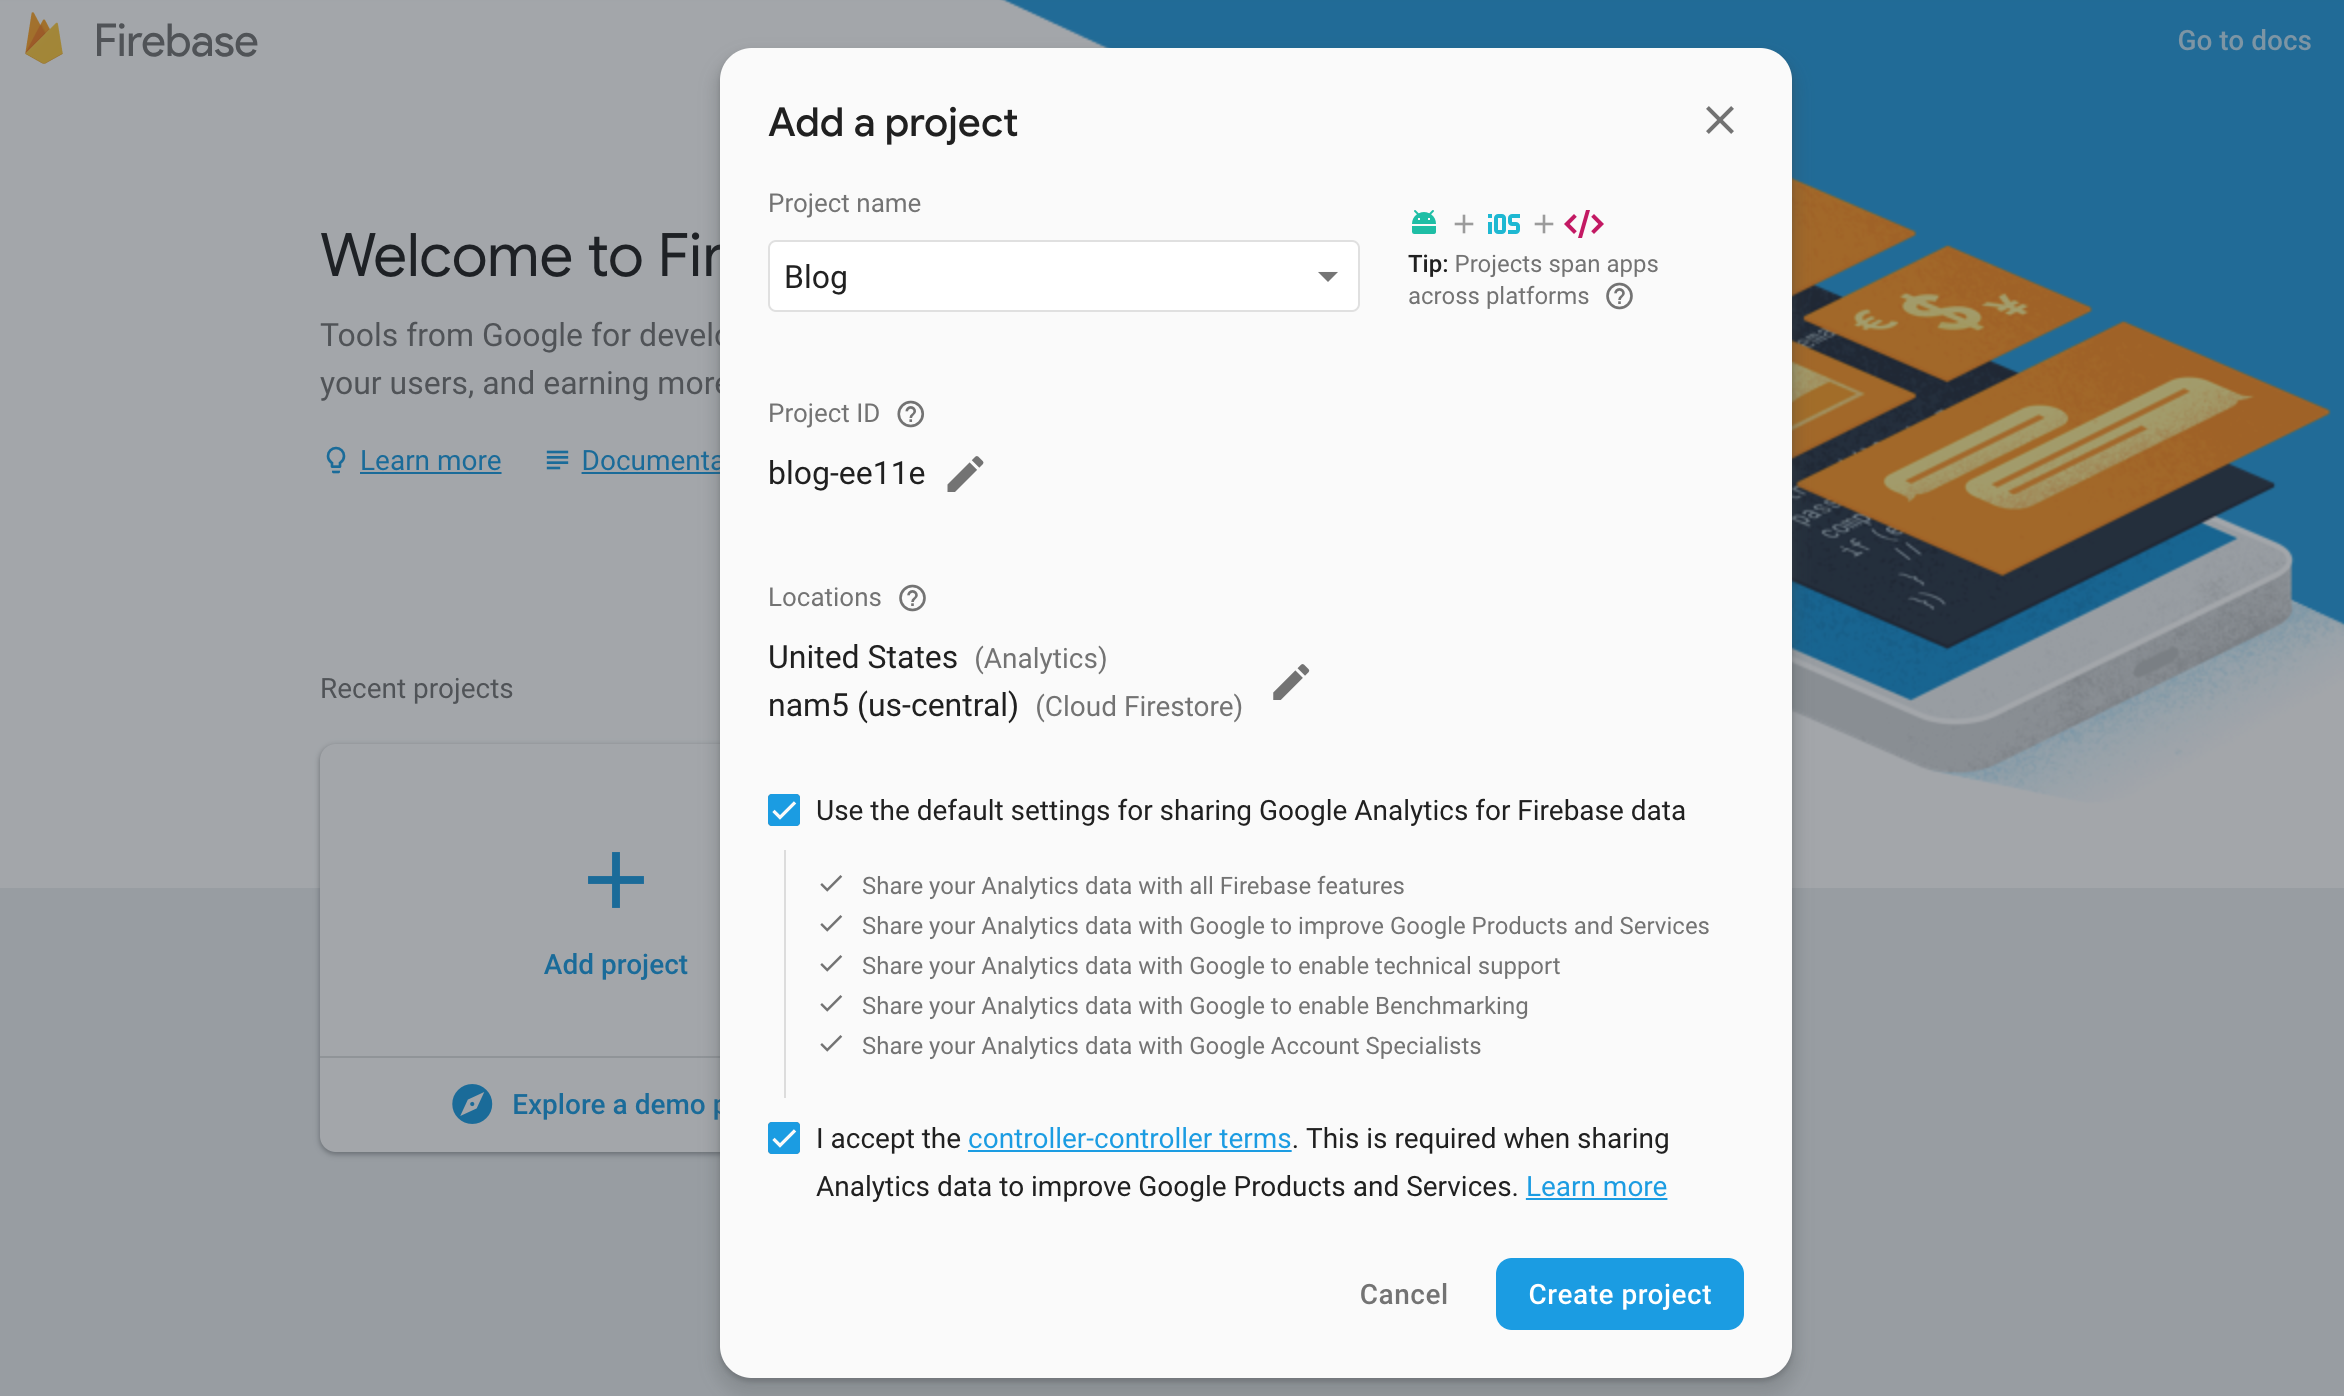 Firebase
Go to docs
Welcome to Fir
Tools from Google for develo
your users, and earning more
Learn more
Documenta
Recent projects
Add project
Explore a demo p
Add a project
Project name
Blog
iOS
Tip: Projects span apps
across platforms
Project ID
blog-ee11e
Locations
United States (Analytics)
nam5 (us-central) (Cloud Firestore)
Use the default settings for sharing Google Analytics for Firebase data
Share your Analytics data with all Firebase features
Share your Analytics data with Google to improve Google Products and Services
Share your Analytics data with Google to enable technical support
Share your Analytics data with Google to enable Benchmarking
Share your Analytics data with Google Account Specialists
I accept the controller-controller terms. This is required when sharing
Analytics data to improve Google Products and Services. Learn more
Cancel
Create project